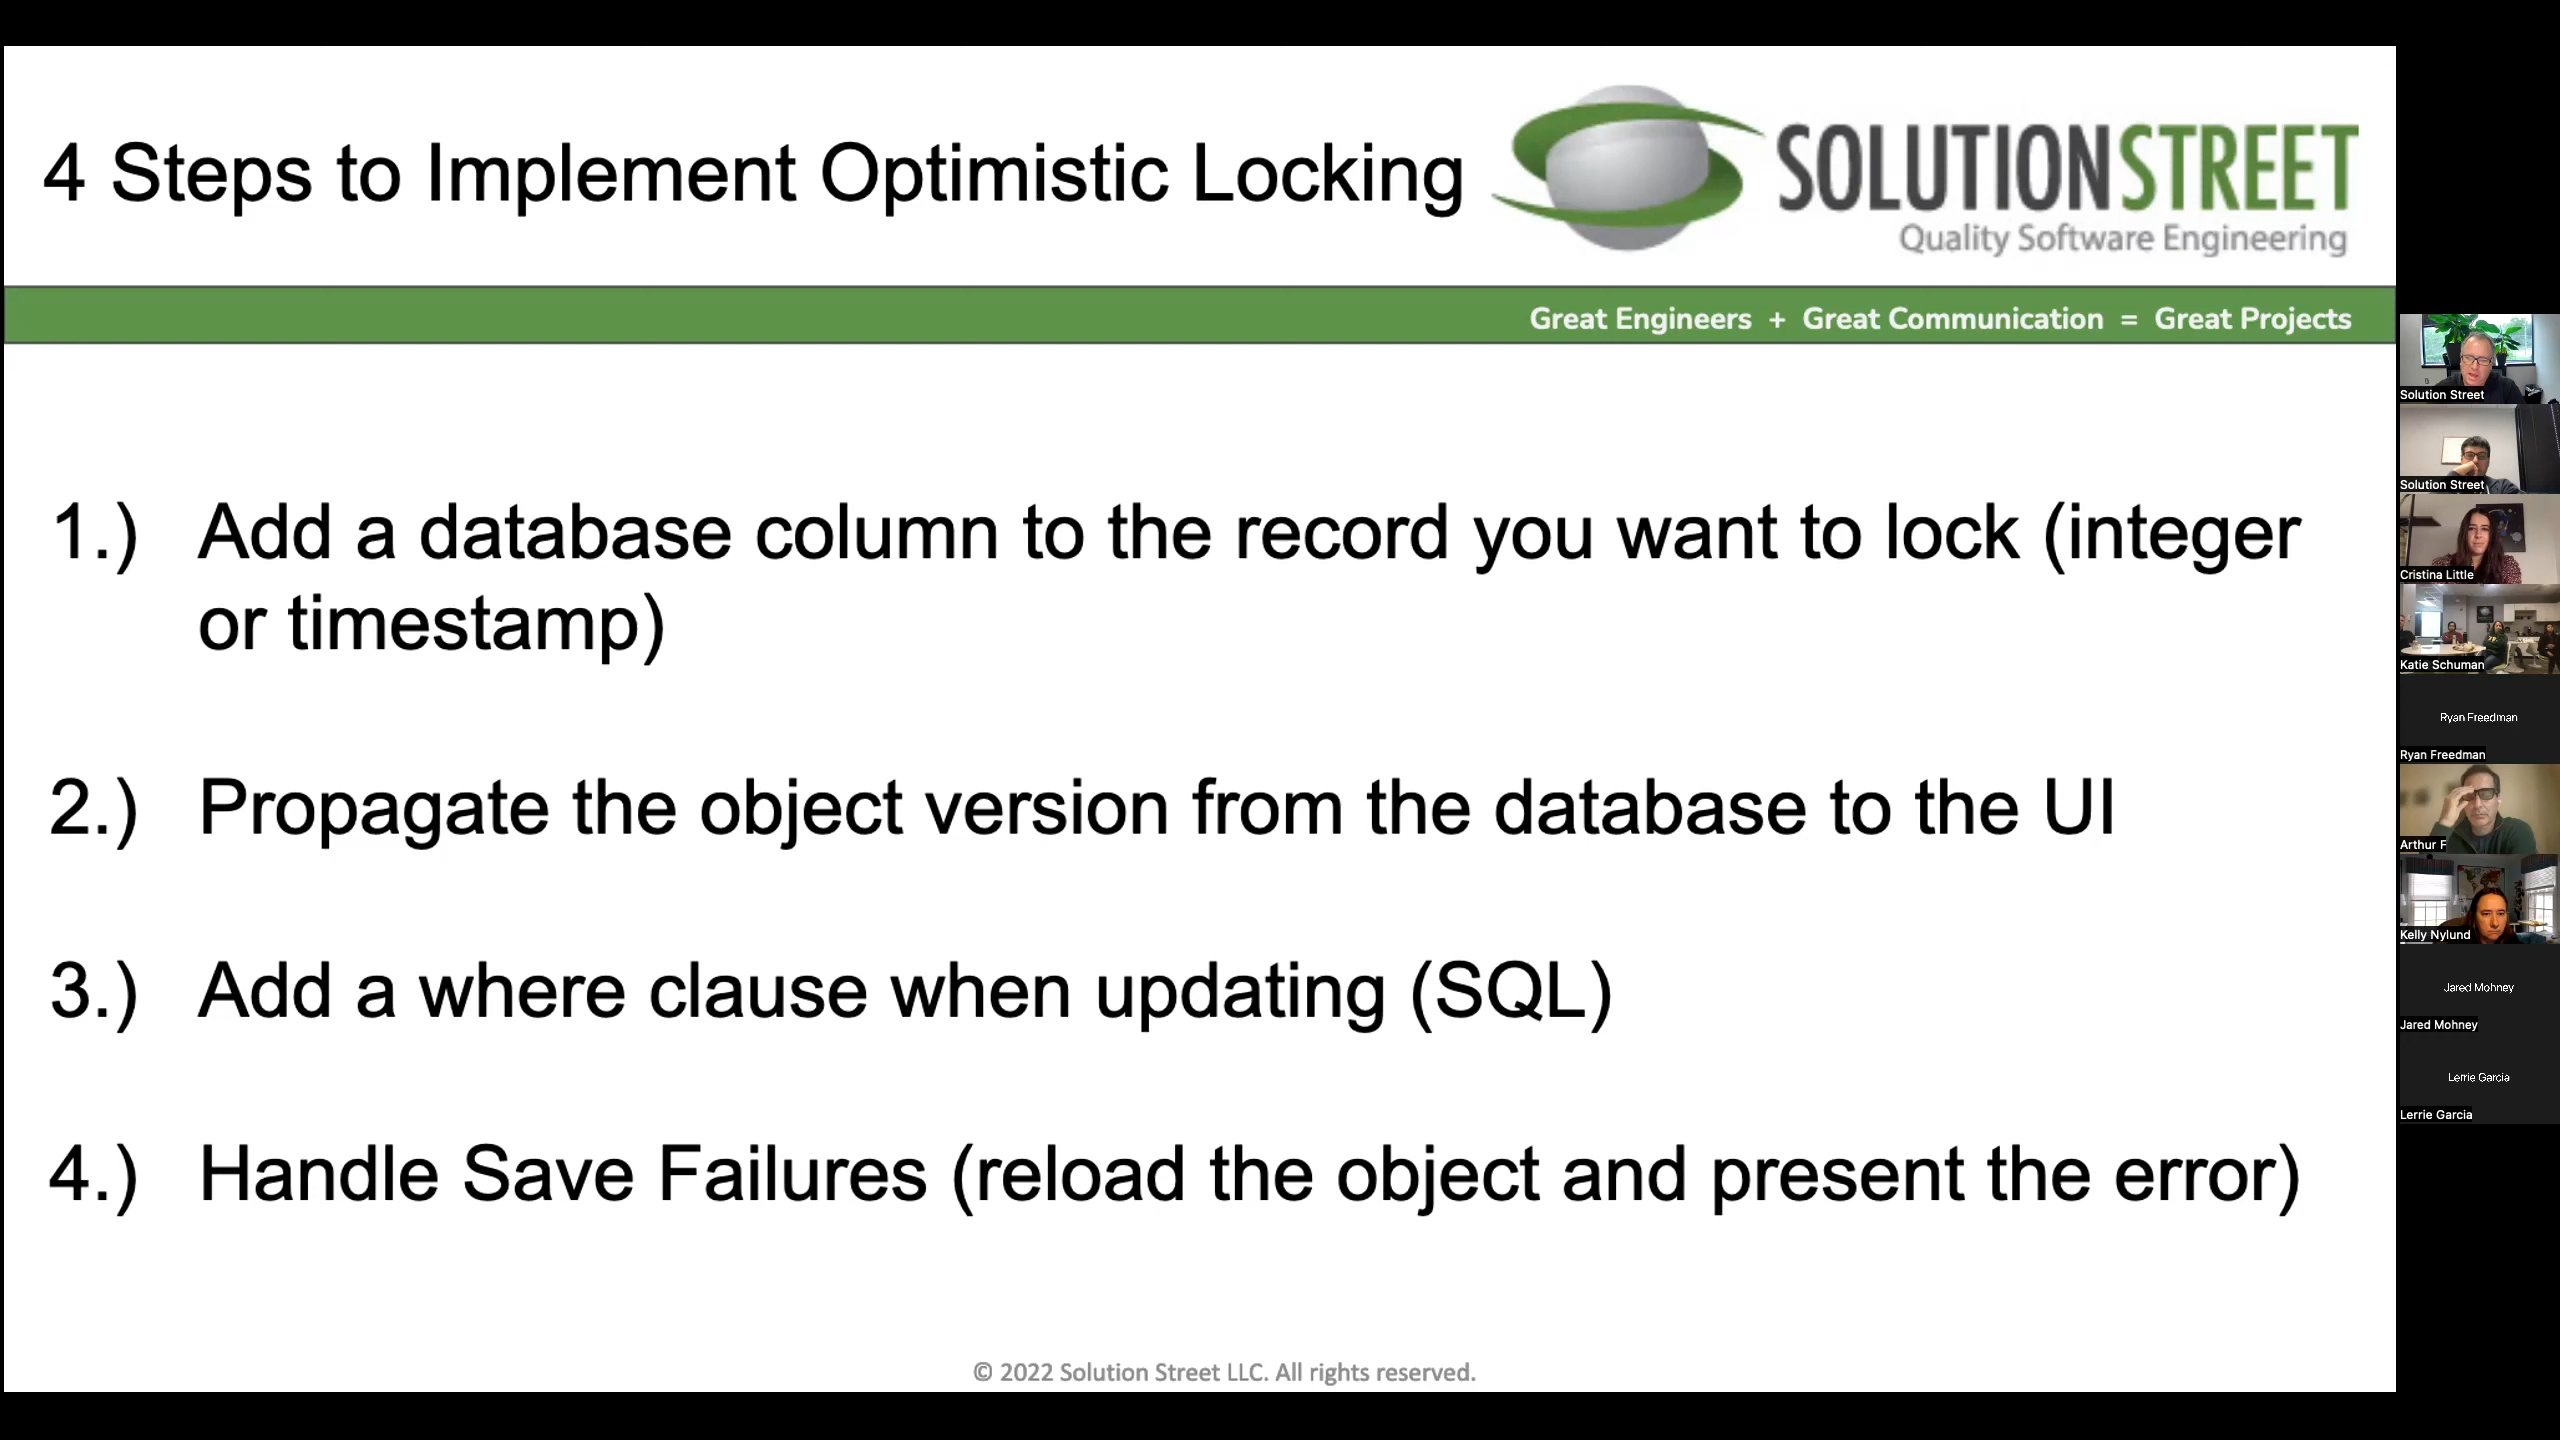 4 Steps to Implement Optimistic Locking
SOLUTIONSTREET
Quality Software Engineering
Great Engineers + Great Communication = Great Projects
1.) Add a database column to the record you want to lock (integer
or timestamp)
2.) Propagate the object version from the database to the UI
3.) Add a where clause when updating (SQL)
4.) Handle Save Failures (reload the object and present the error)
© 2022 Solution Street LLC. All rights reserved.
Solution Street
Solution Street
Cristina Little
Katie Schuman
Ryan Freedman
Ryan Freedman
Arthur F
Kelly Nylund
Jared Mohney
Jared Mohney
Lerrie Garcia
Lerrie Garcia